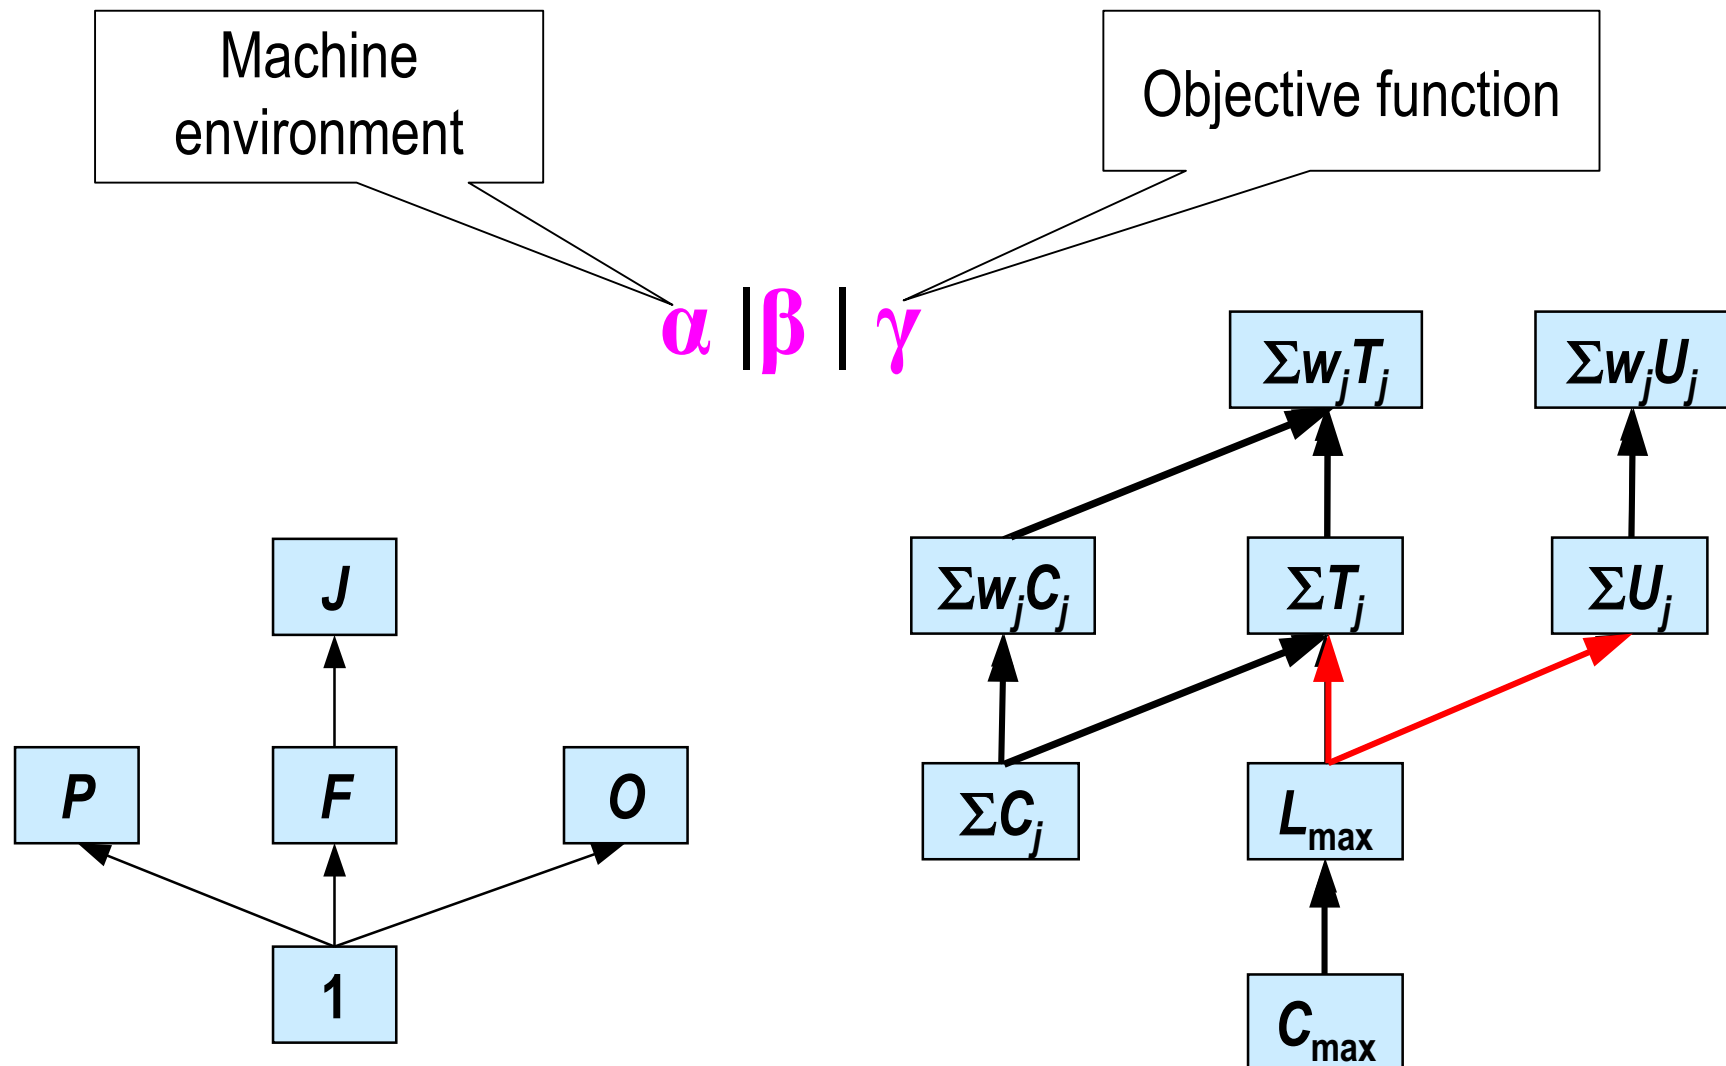 Machine
environment
Objective function
α | β | γ
ΣwjTj
ΣwjUj
J
ΣwjCj
ΣTj
ΣUj
P
F
O
ΣCj
Lmax
1
Cmax